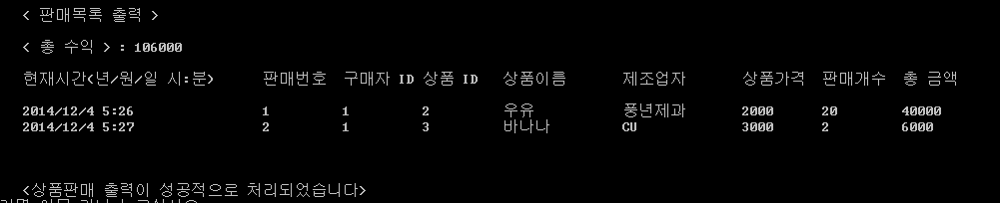 < 판매목록 출력 >
< 총 수익 > : 106000
현재시간(년/월/일 시:분) 판매번호 구매자 ID 상품 ID 상품이름 제조업자 상품가격 판매개수 총 금액
2014/12/4 5:26 1 1 2 우유 풍년제과 2000 20 40000
2014/12/4 5:27 2 1 3 바나나 CU 3000 2 6000
<상품판매 출력이 성공적으로 처리되었습니다>